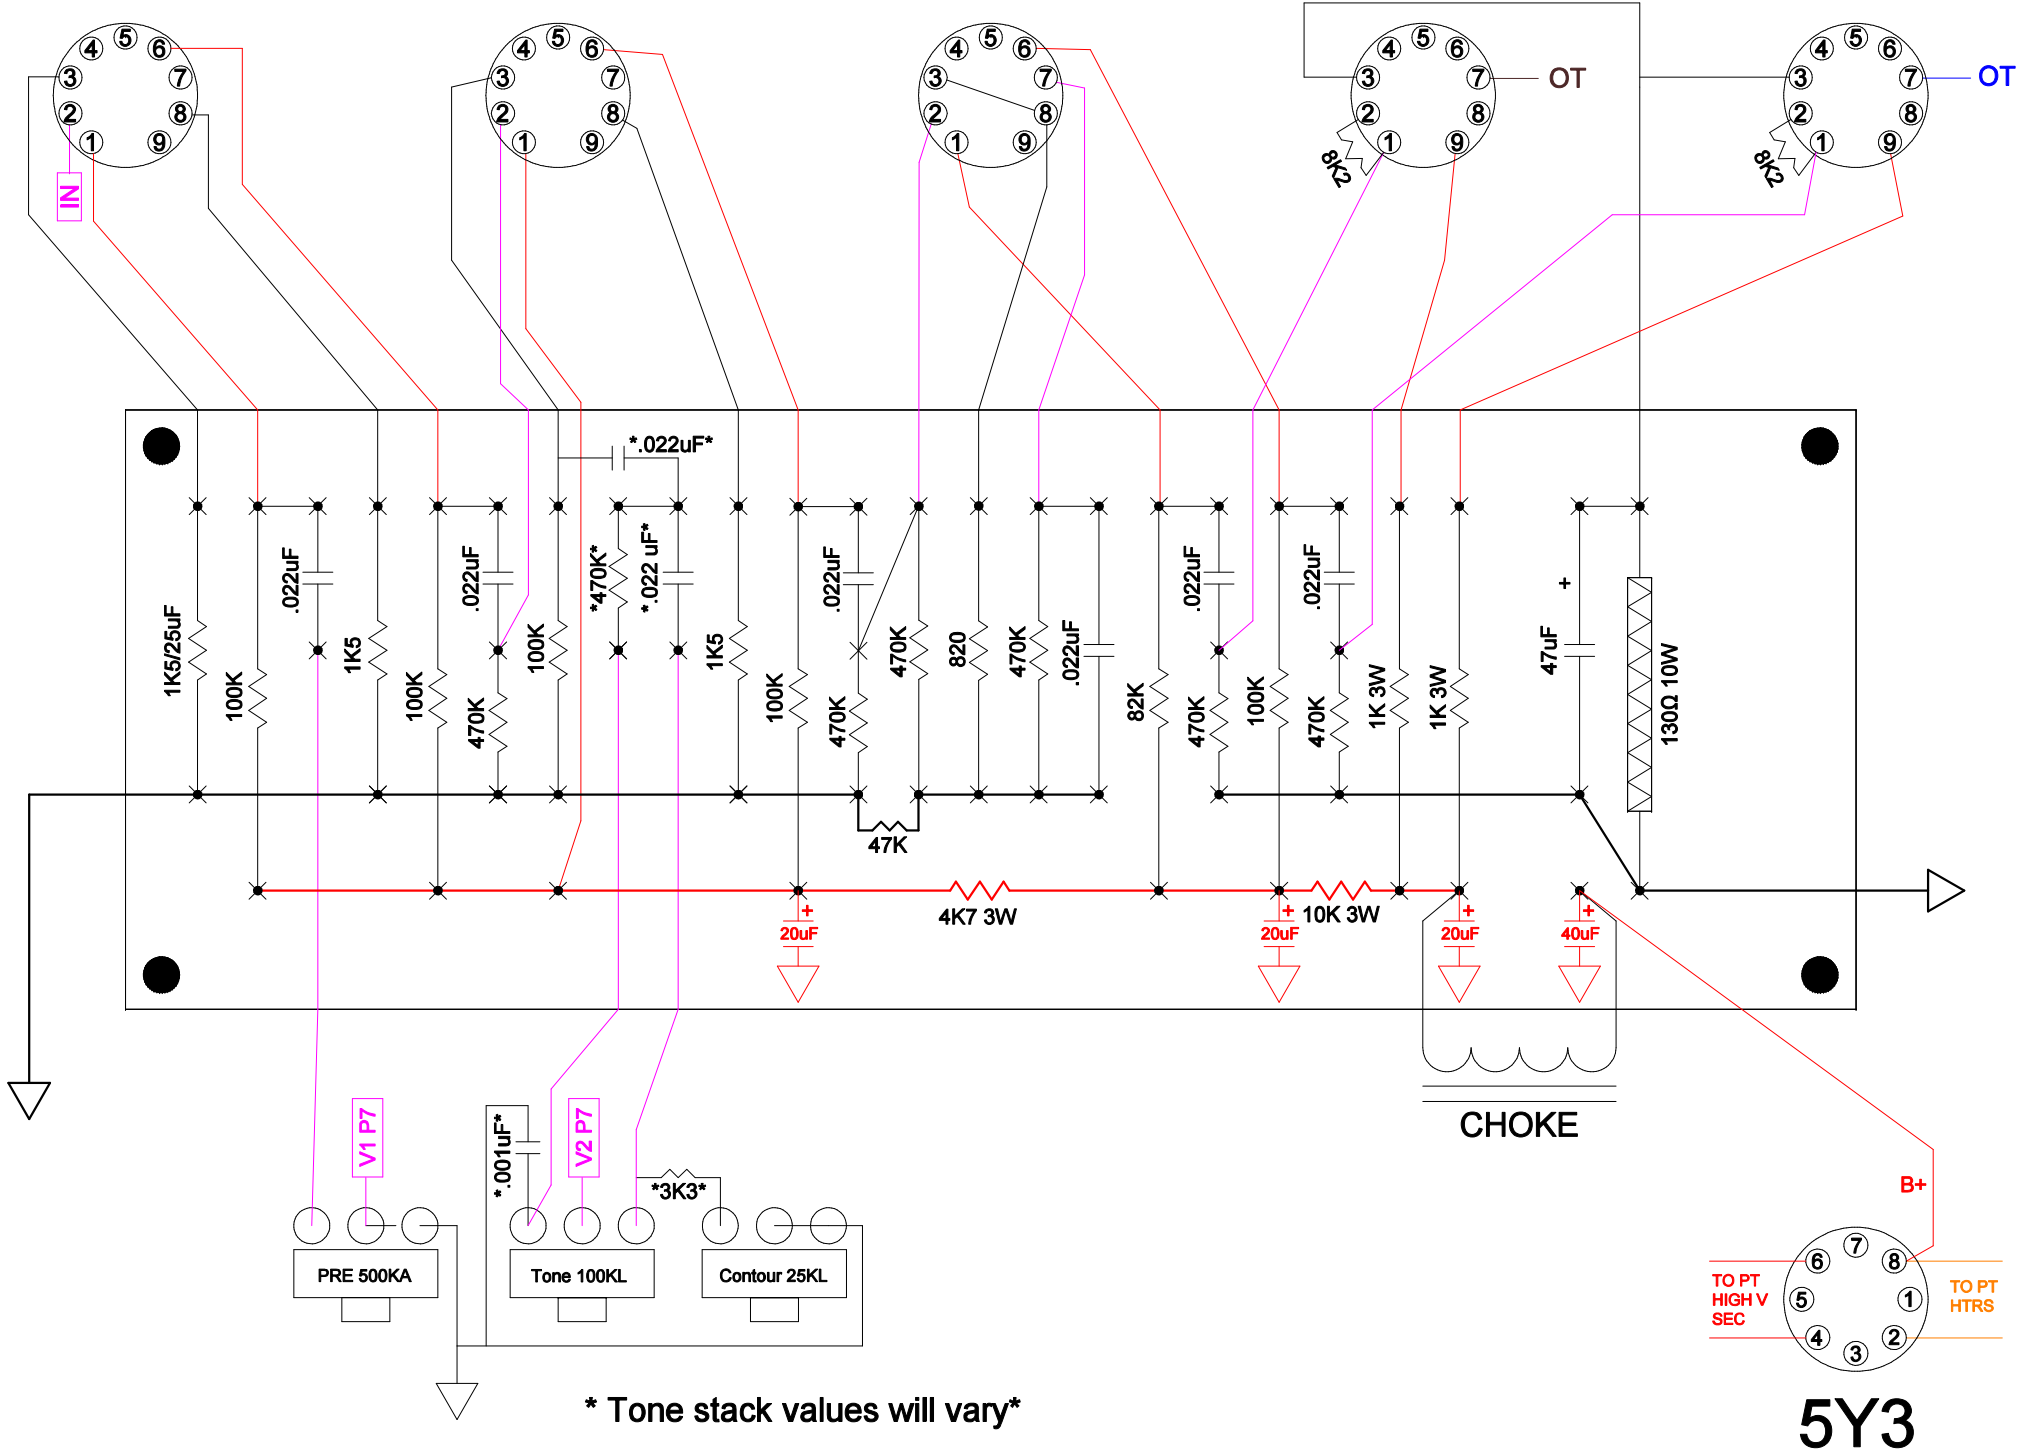 5
4 6
3 7
2 8
1 9
IN
5
4 6
3 7
2 8
1 9
5
4 6
3 7
2 8
1 9
5
4 6
3 7
2 8
1 9
8K2
OT
5
4 6
3 7
2 8
1 9
8K2
OT
*.022uF*
1K5/25uF
100K
.022uF
1K5
100K
.022uF
470K
100K
*470K*
*.022 uF*
1K5
100K
.022uF
470K
470K
820
470K
.022uF
82K
.022uF
470K
100K
.022uF
470K
1K 3W
1K 3W
+
47uF
130Ω 10W
47K
4K7 3W
10K 3W
+
20uF
+
20uF
+
20uF
+
40uF
CHOKE
V1 P7
*.001uF*
V2 P7
*3K3*
PRE 500KA
Tone 100KL
Contour 25KL
B+
7
6 8
5 1
4 2
3
TO PT
HIGH V
SEC
TO PT
HTRS
* Tone stack values will vary*
5Y3